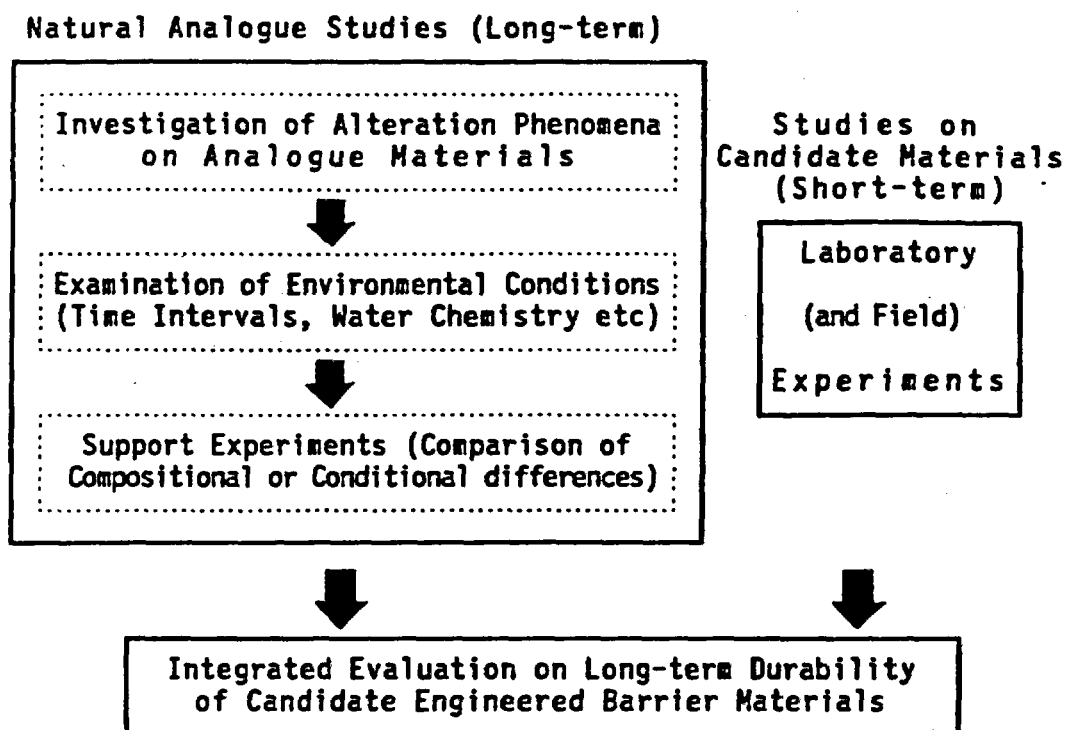 Natural Analogue Studies (Long-term)
Investigation of Alteration Phenomena
on Analogue Materials
Examination of Environmental Conditions
(Time Intervals, Water Chemistry etc)
Support Experiments (Comparison of
Compositional or Conditional differences)
Studies on
Candidate Materials
(Short-term)
Laboratory
(and Field)
Experiments
Integrated Evaluation on Long-term Durability
of Candidate Engineered Barrier Materials